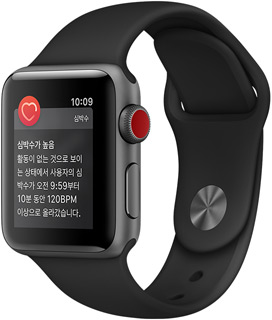 10:09
심박수
심박수가 높음
활동이 없는 것으로 보이
는 상태에서 사용자의 심
박수가 오전 9:59부터
10분 동안 120BPM
이상으로 올라갔습니다.